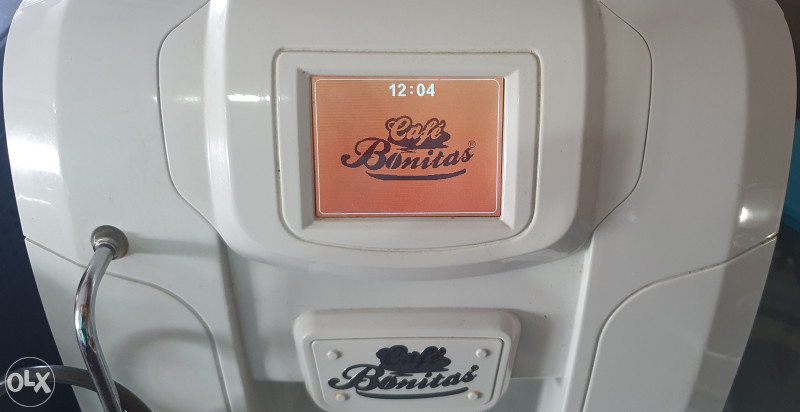 12:04
Café
Bonitas®
Café
Bonitas
OLX